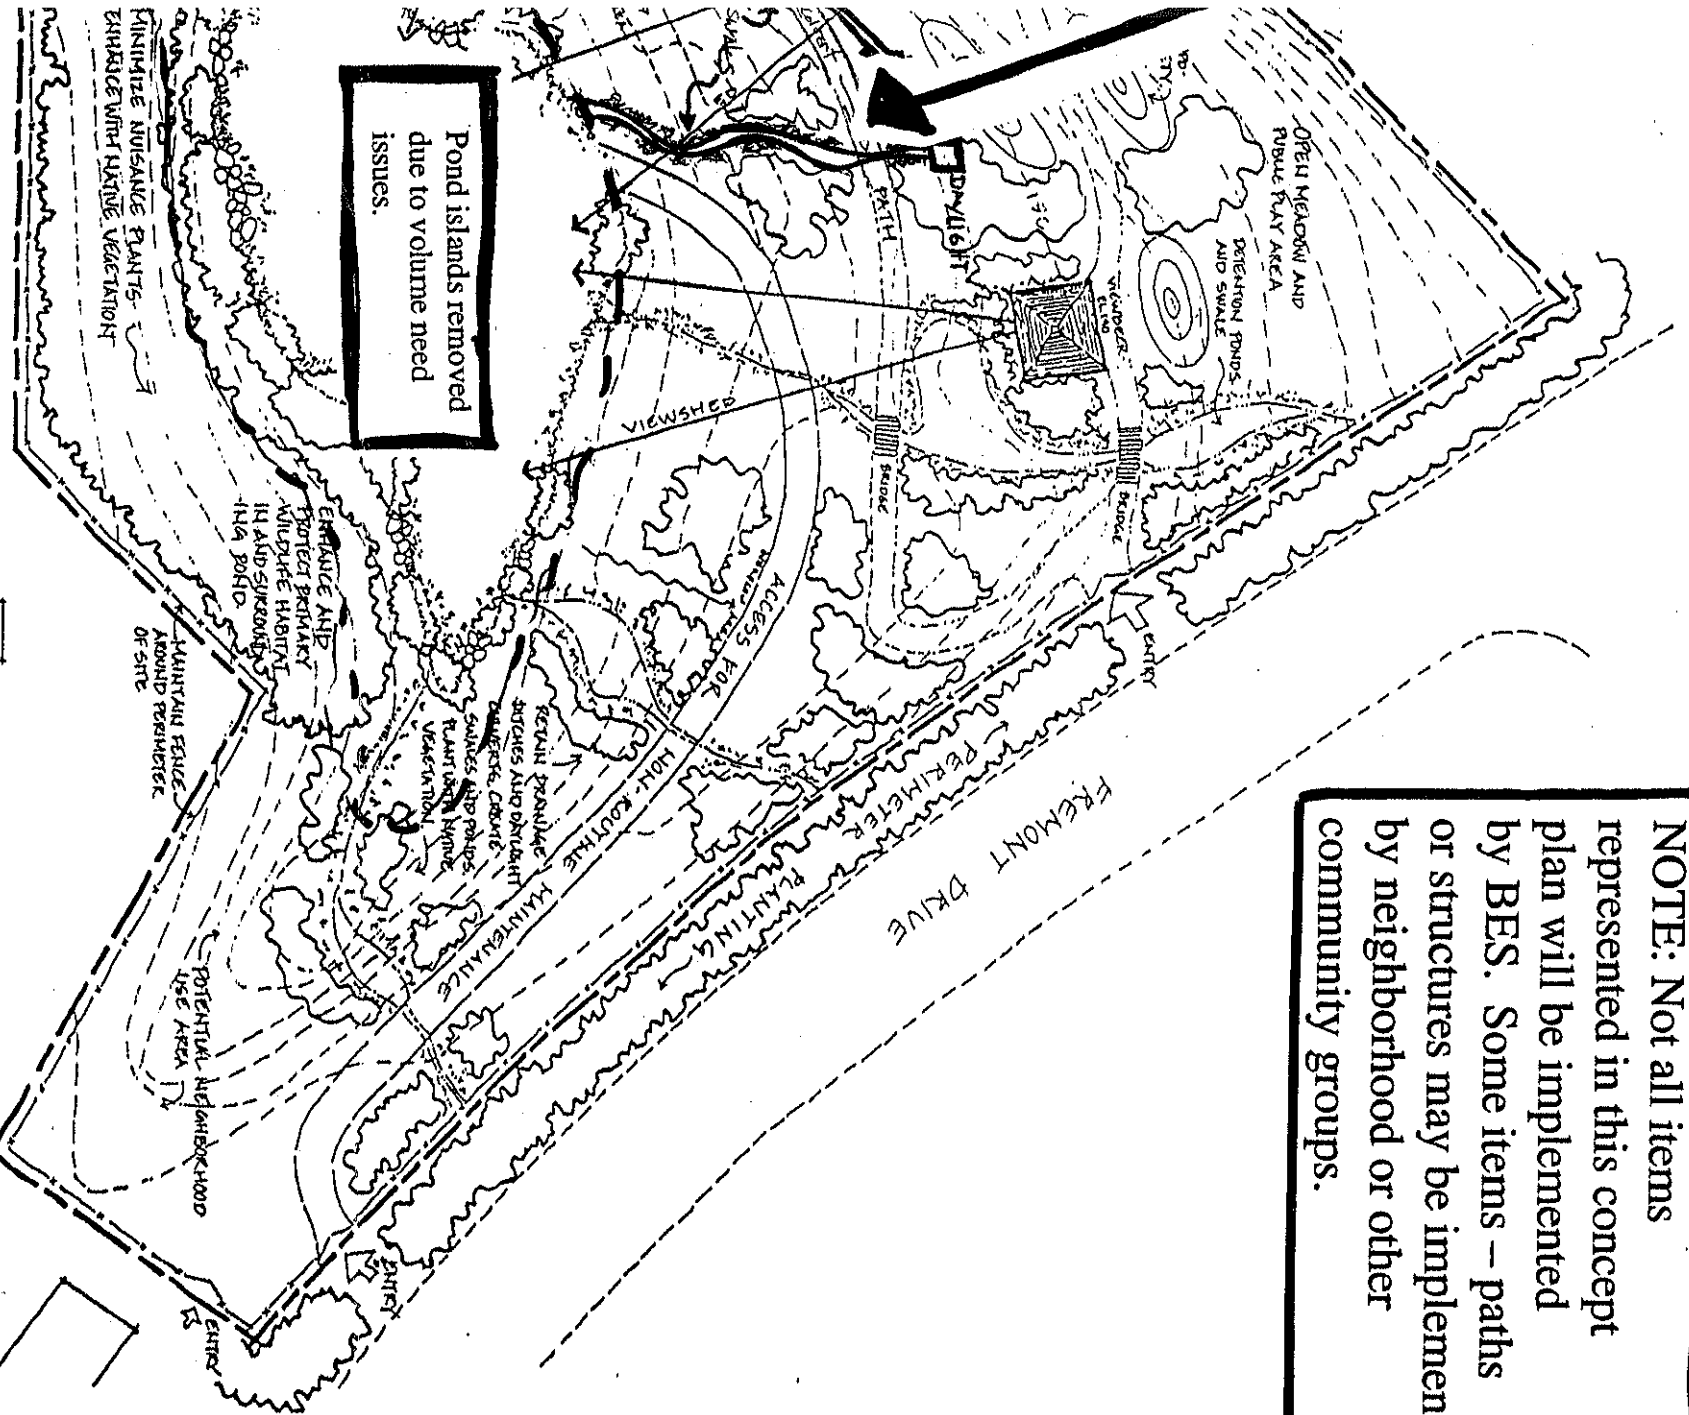 NOTE: Not all items
represented in this concept
plan will be implemented
by BES. Some items – paths
or structures may be implemen
by neighborhood or other
community groups.
OPEN MEADOW AND
PUBLIC PLAY AREA
DETENTION PONDS
AND SWALE
DAYLIGHT
PATH
BRIDGE
BRIDGE
ENTRY
VIEWSHED
Pond islands removed
due to volume need
issues.
MINIMIZE NUISANCE PLANTS-
ENHANCE WITH NATIVE VEGETATION
ENHANCE AND
PROTECT PRIMARY
WILDLIFE HABITAT
IN AND SURROUND
-ING POND.
MAINTAIN FENCE
AROUND PERIMETER
OF SITE
RETAIN DRAINAGE
DITCHES AND DAYLIGHT
CULVERTS. CREATE
SWALES AND PONDS.
PLANT WITH NATIVE
VEGETATION
ACCESS FOR
NON-ROUTINE
MAINTENANCE
PERIMETER
PLANTING
FREMONT DRIVE
POTENTIAL NEIGHBORHOOD
USE AREA
ENTRY
ENTRY